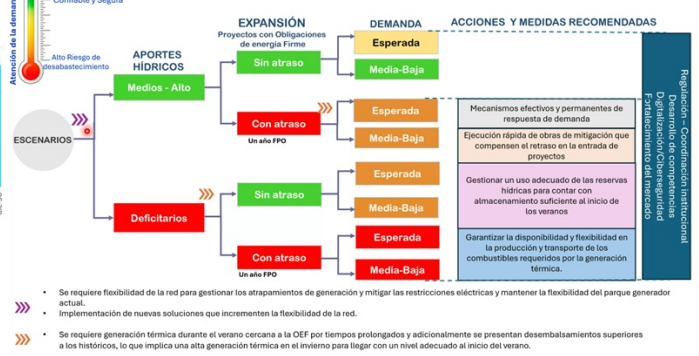 Confiable y Segura
Atención de la deman
Alto Riesgo de
desabastecimiento
ESCENARIOS
APORTES
HÍDRICOS
Medios - Alto
Deficitarios
EXPANSIÓN
Proyectos con Obligaciones
de energía Firme
Sin atraso
Con atraso
Un año FPO
Sin atraso
Con atraso
Un año FPO
DEMANDA
Esperada
Media-Baja
Esperada
Media-Baja
Esperada
Media-Baja
Esperada
Media-Baja
ACCIONES Y MEDIDAS RECOMENDADAS
Mecanismos efectivos y permanentes de
respuesta de demanda
Ejecución rápida de obras de mitigación que
compensen el retraso en la entrada de
proyectos
Gestionar un uso adecuado de las reservas
hídricas para contar con
almacenamiento suficiente al inicio de
los veranos
Garantizar la disponibilidad y flexibilidad en
la producción y transporte de los
combustibles requeridos por la generación
térmica.
Regulación – Coordinación institucional
Desarrollo de competencias
Digitalización/Ciberseguridad
Fortalecimiento del mercado
• Se requiere flexibilidad de la red para gestionar los atrapamientos de generación y mitigar las restricciones eléctricas y mantener la flexibilidad del parque generador
actual.
• Implementación de nuevas soluciones que incrementen la flexibilidad de la red.
• Se requiere generación térmica durante el verano cercana a la OEF por tiempos prolongados y adicionalmente se presentan desembalsamientos superiores
a los históricos, lo que implica una alta generación térmica en el invierno para llegar con un nivel adecuado al inicio del verano.